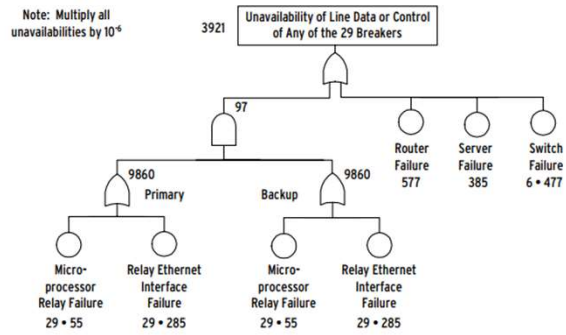 Note: Multiply all
unavailabilities by 10⁻⁶
3921
Unavailability of Line Data or Control
of Any of the 29 Breakers
97
Router
Failure
577
Server
Failure
385
Switch
Failure
6 • 477
9860
Primary
Backup
9860
Micro-
processor
Relay Failure
29 • 55
Relay Ethernet
Interface
Failure
29 • 285
Micro-
processor
Relay Failure
29 • 55
Relay Ethernet
Interface
Failure
29 • 285